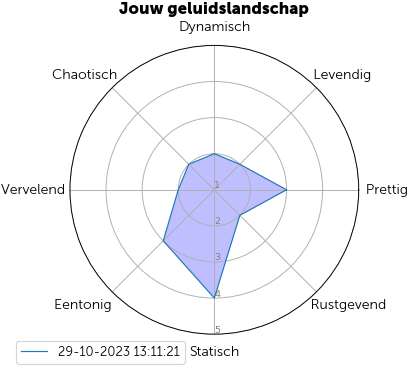 Jouw geluidslandschap
Dynamisch
Chaotisch
Levendig
Vervelend
1
Prettig
2
3
4
Eentonig
Rustgevend
5
29-10-2023 13:11:21
Statisch